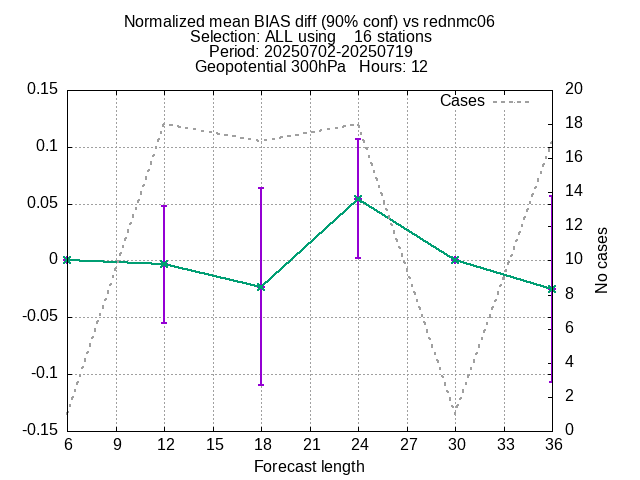 Normalized mean BIAS diff (90% conf) vs rednmc06
Selection: ALL using    16 stations
Period: 20250702-20250719
Geopotential 300hPa   Hours: 12
Cases
0.15
0.1
0.05
0
-0.05
-0.1
-0.15
20
18
16
14
12
10
8
6
4
2
0
No cases
6 9 12 15 18 21 24 27 30 33 36
Forecast length